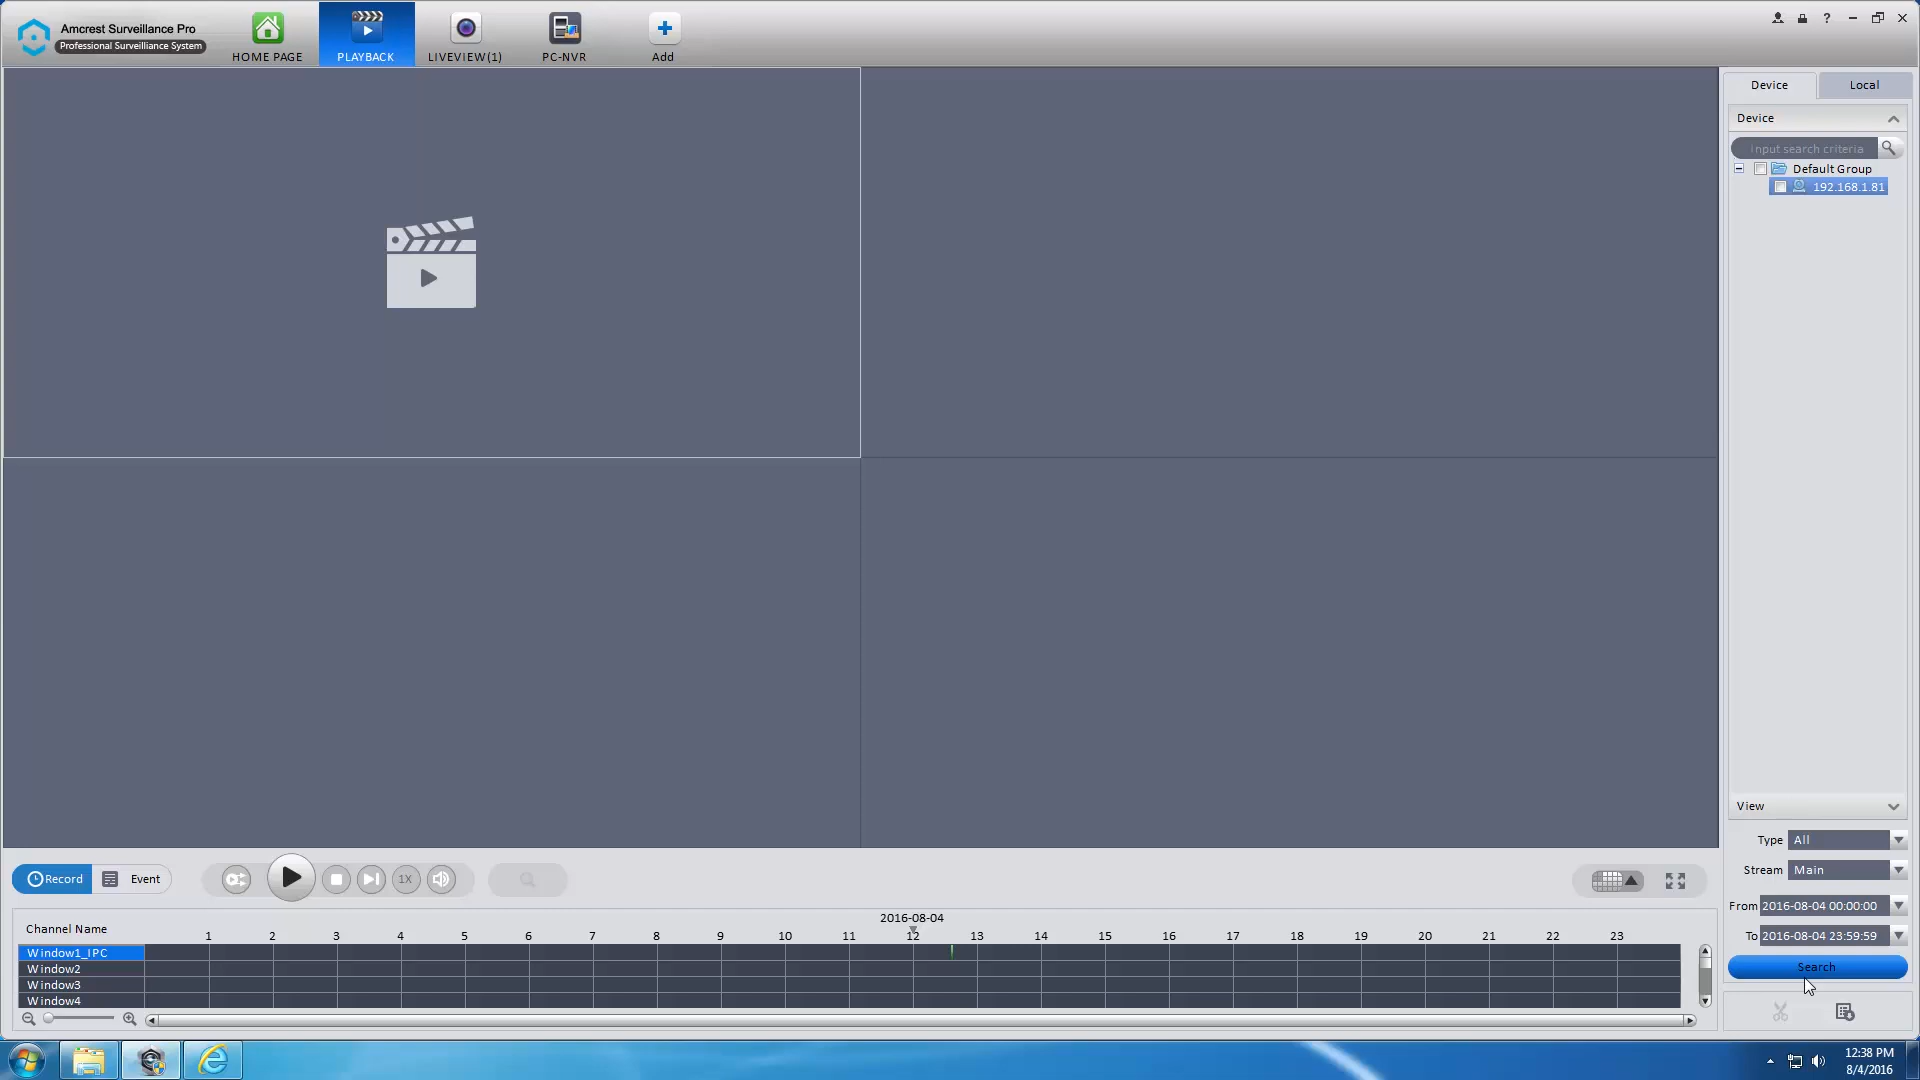 Amcrest Surveillance Pro
Professional Surveillance System
HOME PAGE
PLAYBACK
LIVEVIEW(1)
PC-NVR
Add
?
Device
Local
Device
Input search criteria
Default Group
192.168.1.81
View
Type All
Stream Main
From 2016-08-04 00:00:00
To 2016-08-04 23:59:59
Search
Record
Event
1X
2016-08-04
Channel Name
1 2 3 4 5 6 7 8 9 10 11 12 13 14 15 16 17 18 19 20 21 22 23
Window1_IPC
Window2
Window3
Window4
12:38 PM
8/4/2016